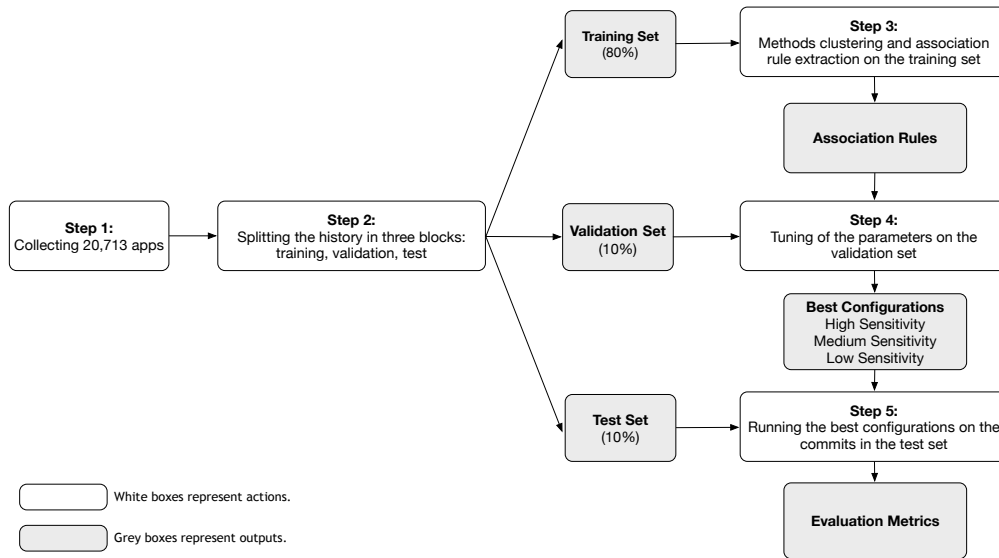 Step 1:
Collecting 20,713 apps
Step 2:
Splitting the history in three blocks:
training, validation, test
Training Set
(80%)
Step 3:
Methods clustering and association
rule extraction on the training set
Association Rules
Validation Set
(10%)
Step 4:
Tuning of the parameters on the
validation set
Best Configurations
High Sensitivity
Medium Sensitivity
Low Sensitivity
Test Set
(10%)
Step 5:
Running the best configurations on the
commits in the test set
Evaluation Metrics
White boxes represent actions.
Grey boxes represent outputs.